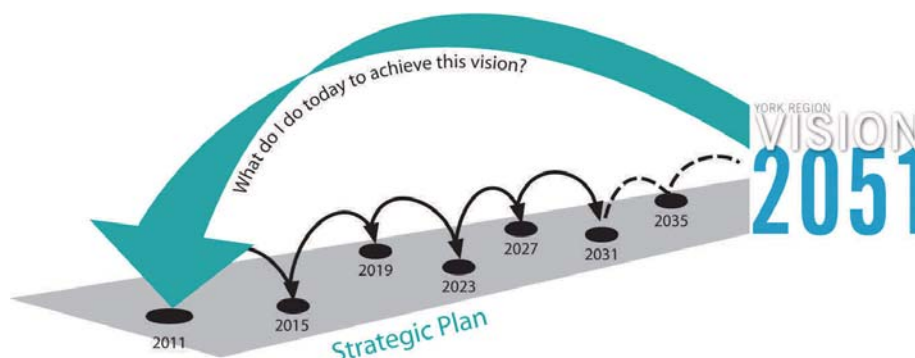 What do I do today to achieve this vision?
YORK REGION
VISION
2051
2035
2031
2027
2023
2019
2015
2011
Strategic Plan